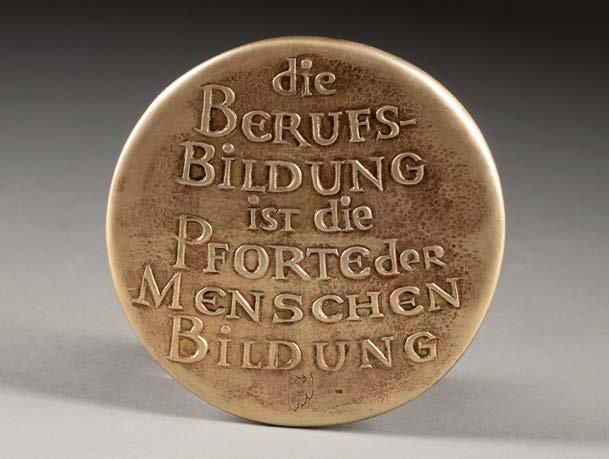 die
BERUFS-
BILDUNG
IST die
PFORTE der
MENSCHEN
BILDUNG